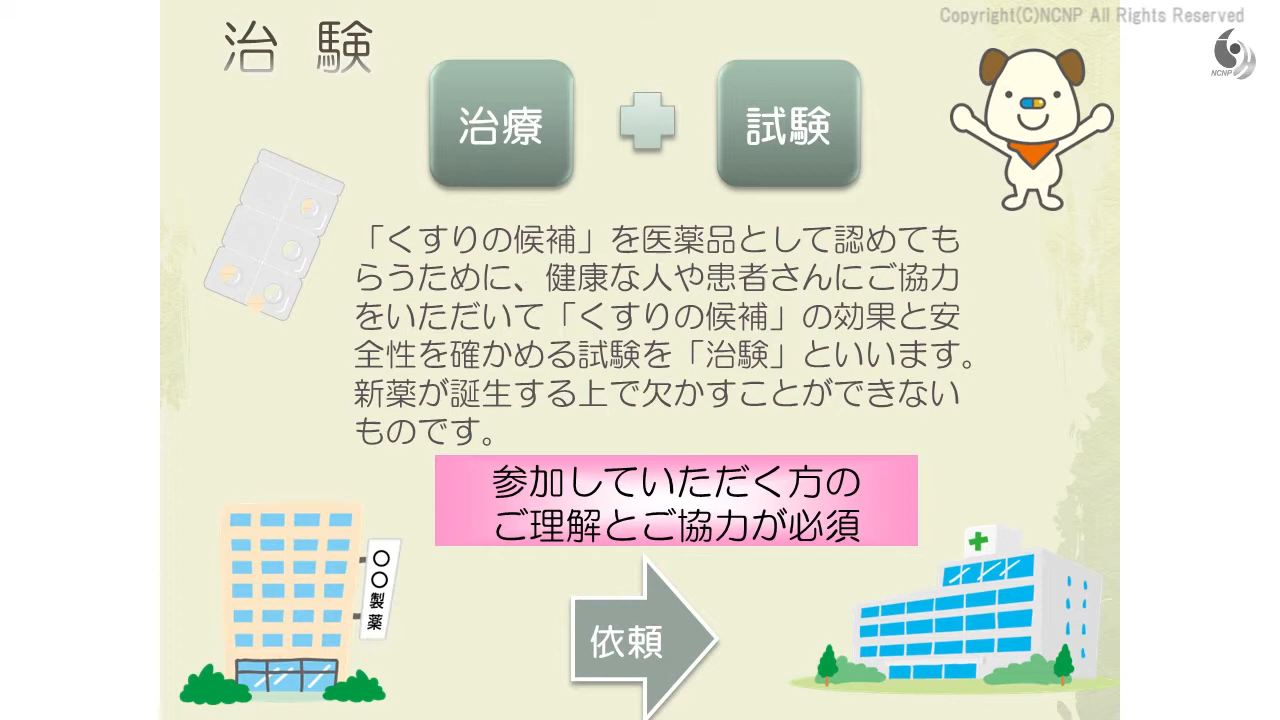 Copyright(C)NCNP All Rights Reserved
NCNP
治 験
治療
試験
「くすりの候補」を医薬品として認めても
らうために、健康な人や患者さんにご協力
をいただいて「くすりの候補」の効果と安
全性を確かめる試験を「治験」といいます。
新薬が誕生する上で欠かすことができない
ものです。
参加していただく方の
ご理解とご協力が必須
〇〇製薬
依頼